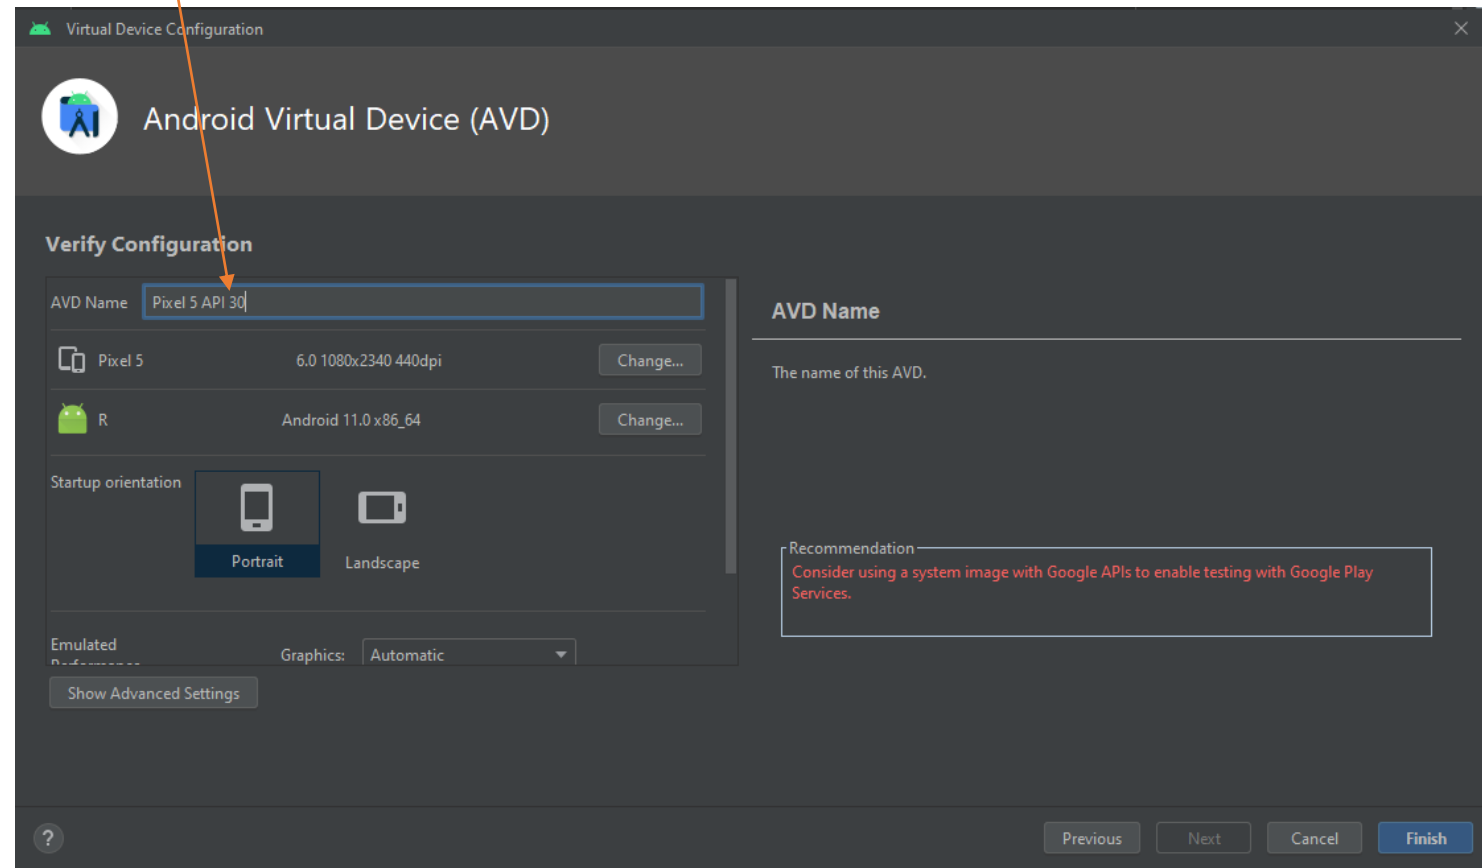 Virtual Device Configuration
Android Virtual Device (AVD)
Verify Configuration
AVD Name Pixel 5 API 30
Pixel 5 6.0 1080x2340 440dpi Change...
R Android 11.0 x86_64 Change...
Startup orientation
Portrait Landscape
Emulated
Performance
Graphics: Automatic
Show Advanced Settings
AVD Name
The name of this AVD.
Recommendation
Consider using a system image with Google APIs to enable testing with Google Play
Services.
? Previous Next Cancel Finish